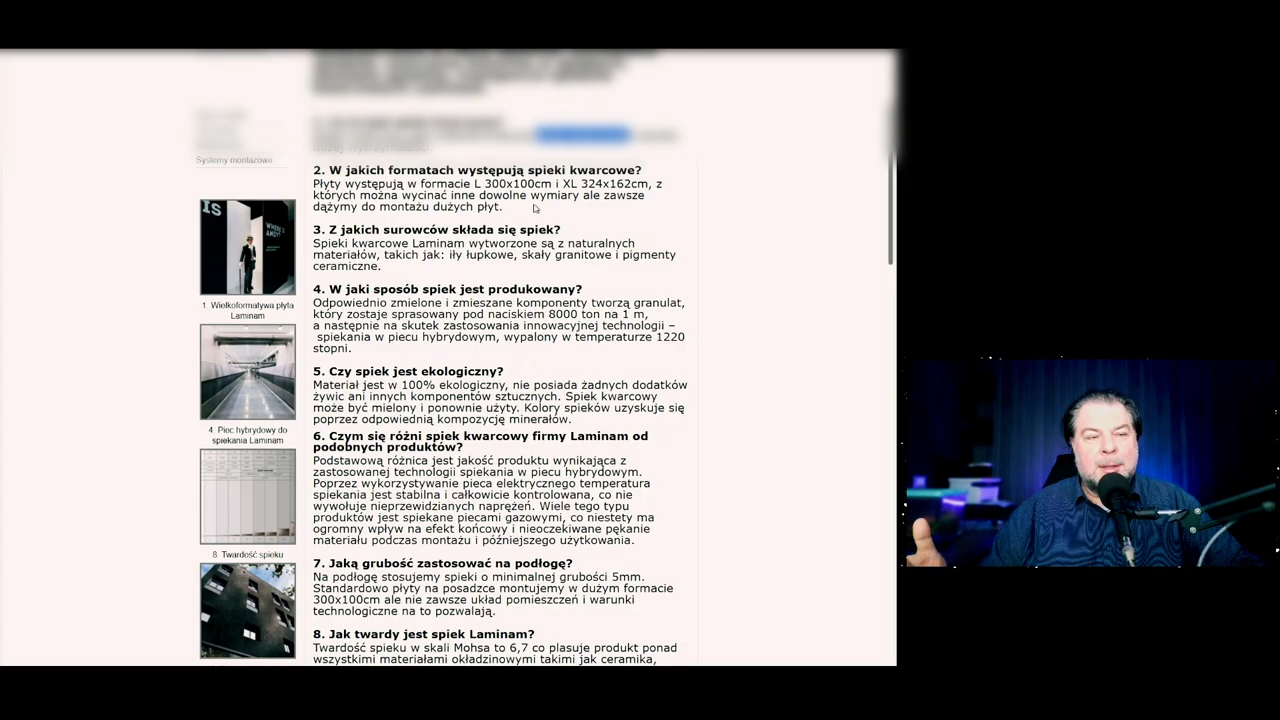 Systemy montażowe
IS
WHERE IS
ANDY?
1. Wielkoformatywa płyta
Laminam
4. Piec hybrydowy do
spiekania Laminam
8. Twardość spieku
2. W jakich formatach występują spieki kwarcowe?
Płyty występują w formacie L 300x100cm i XL 324x162cm, z
których można wycinać inne dowolne wymiary ale zawsze
dążymy do montażu dużych płyt.
3. Z jakich surowców składa się spiek?
Spieki kwarcowe Laminam wytworzone są z naturalnych
materiałów, takich jak: iły łupkowe, skały granitowe i pigmenty
ceramiczne.
4. W jaki sposób spiek jest produkowany?
Odpowiednio zmielone i zmieszane komponenty tworzą granulat,
który zostaje sprasowany pod naciskiem 8000 ton na 1 m,
a następnie na skutek zastosowania innowacyjnej technologii –
spiekania w piecu hybrydowym, wypalony w temperaturze 1220
stopni.
5. Czy spiek jest ekologiczny?
Materiał jest w 100% ekologiczny, nie posiada żadnych dodatków
żywic ani innych komponentów sztucznych. Spiek kwarcowy
może być mielony i ponownie użyty. Kolory spieków uzyskuje się
poprzez odpowiednią kompozycję minerałów.
6. Czym się różni spiek kwarcowy firmy Laminam od
podobnych produktów?
Podstawową różnica jest jakość produktu wynikająca z
zastosowanej technologii spiekania w piecu hybrydowym.
Poprzez wykorzystywanie pieca elektrycznego temperatura
spiekania jest stabilna i całkowicie kontrolowana, co nie
wywołuje nieprzewidzianych naprężeń. Wiele tego typu
produktów jest spiekane piecami gazowymi, co niestety ma
ogromny wpływ na efekt końcowy i nieoczekiwane pękanie
materiału podczas montażu i późniejszego użytkowania.
7. Jaką grubość zastosować na podłogę?
Na podłogę stosujemy spieki o minimalnej grubości 5mm.
Standardowo płyty na posadzce montujemy w dużym formacie
300x100cm ale nie zawsze układ pomieszczeń i warunki
technologiczne na to pozwalają.
8. Jak twardy jest spiek Laminam?
Twardość spieku w skali Mohsa to 6,7 co plasuje produkt ponad
wszystkimi materiałami okładzinowymi takimi jak ceramika,